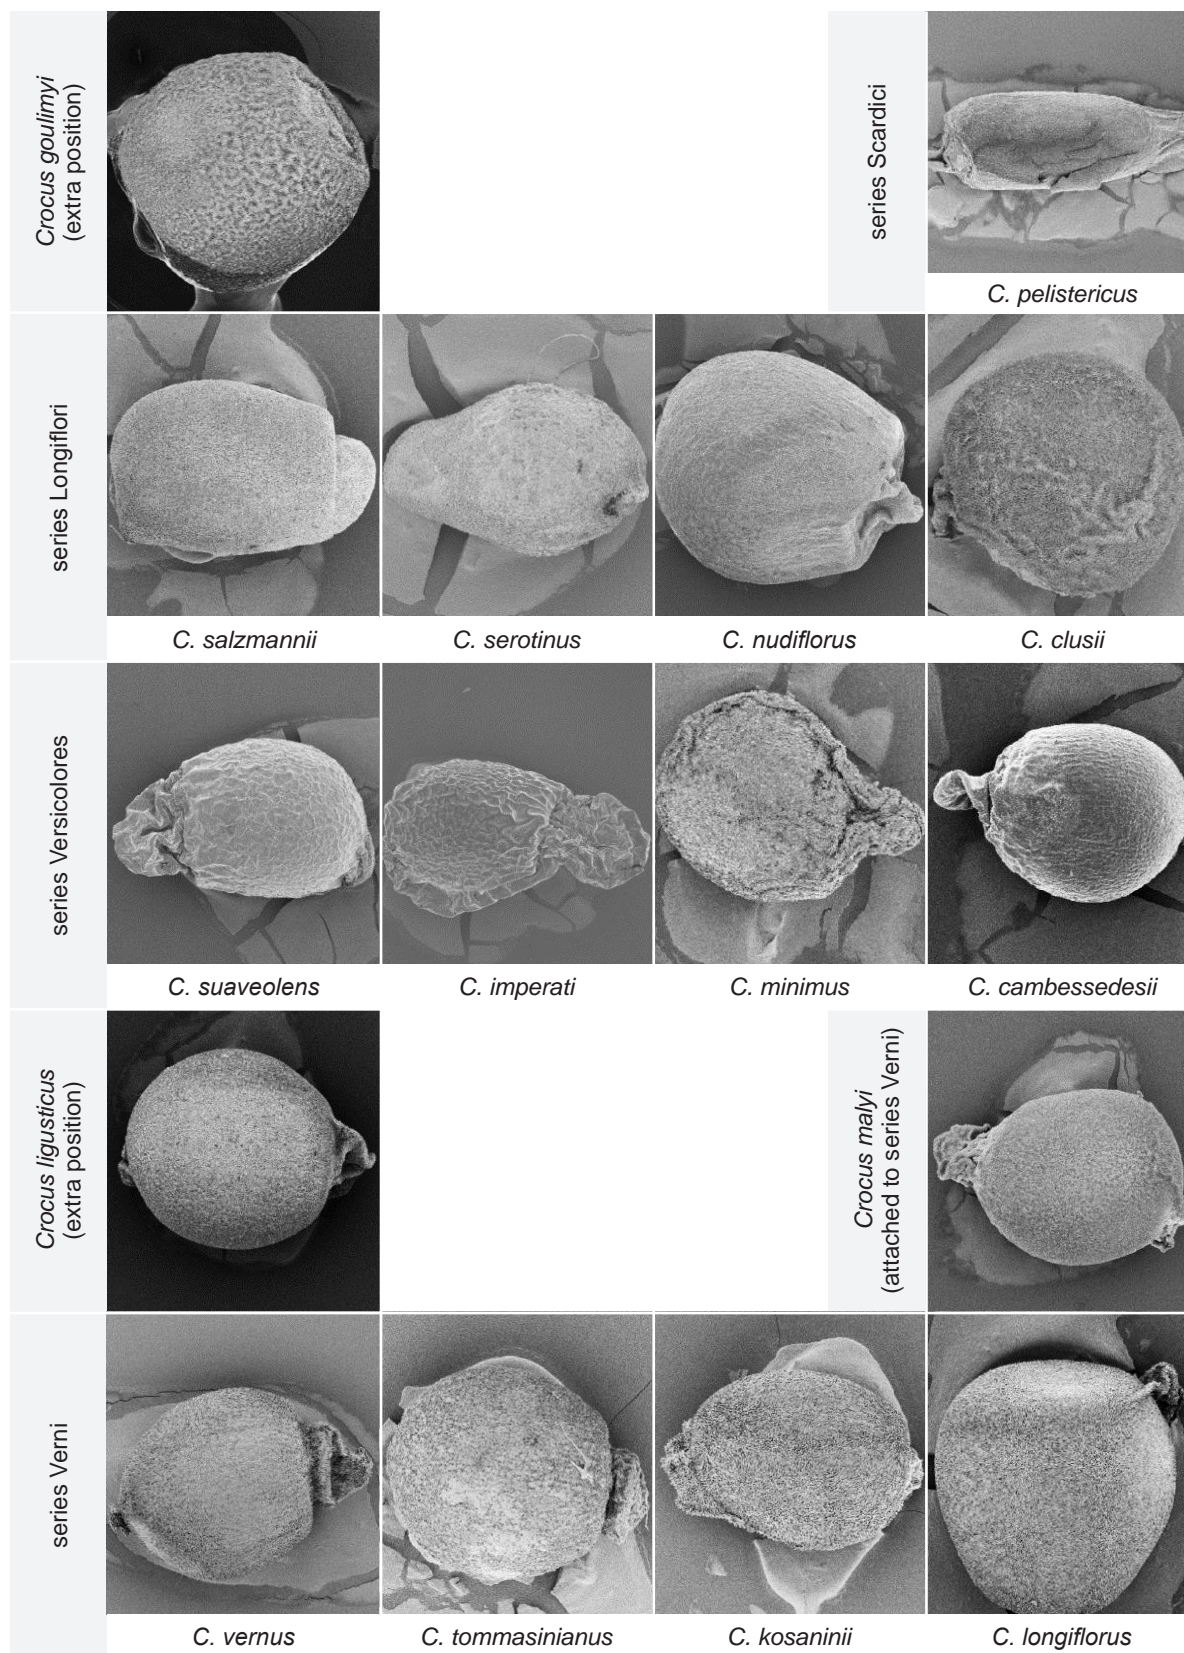 Crocus goulimyi
(extra position)
series Scardici
C. pelistericus
series Longiflori
C. salzmannii
C. serotinus
C. nudiflorus
C. clusii
series Versicolores
C. suaveolens
C. imperati
C. minimus
C. cambessedesii
Crocus ligusticus
(extra position)
Crocus malyi
(attached to series Verni)
series Verni
C. vernus
C. tommasinianus
C. kosaninii
C. longiflorus